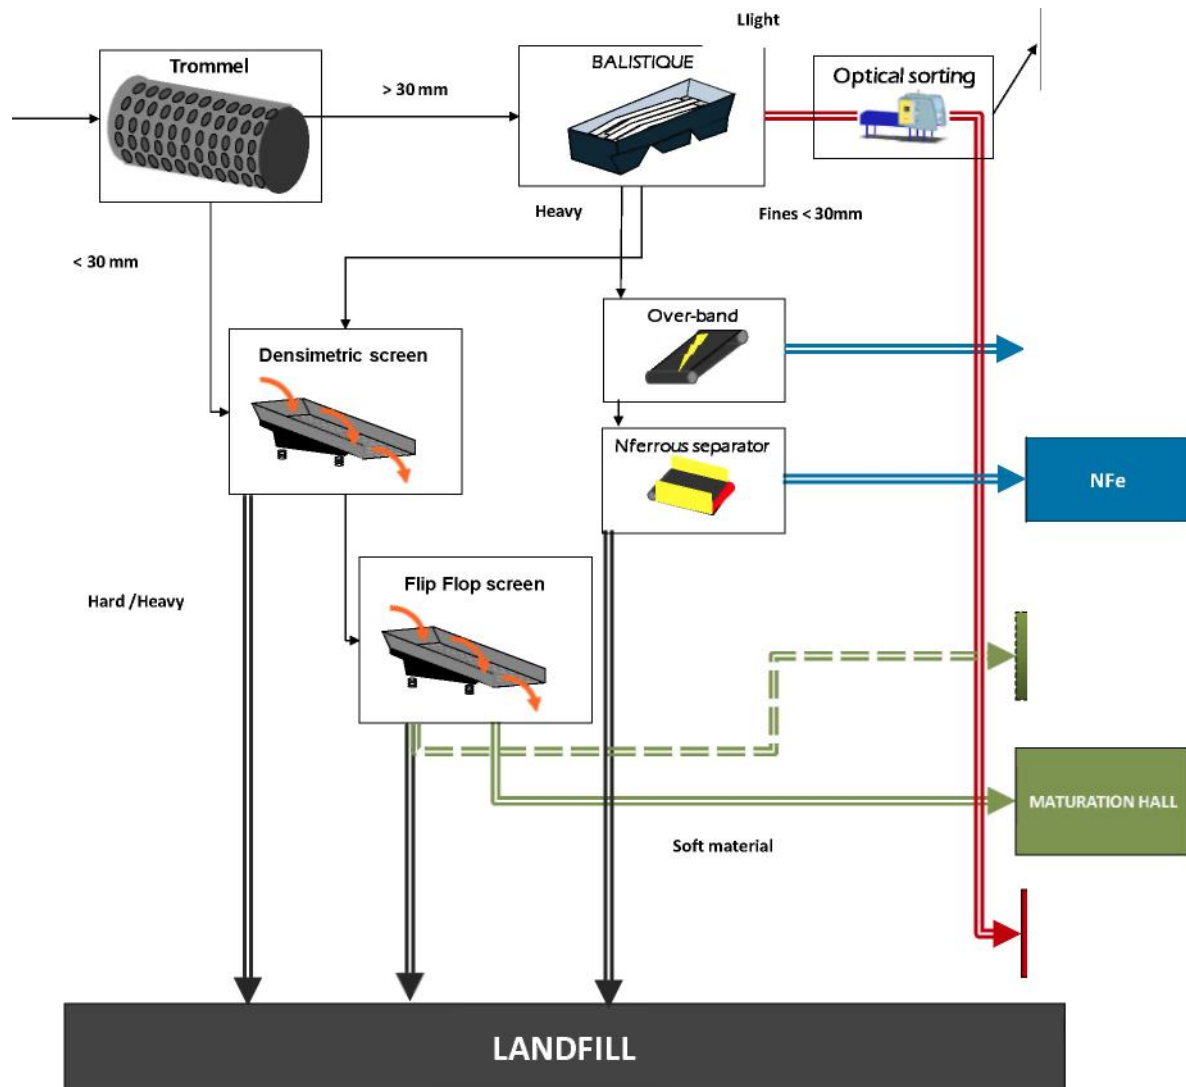 Llight
Trommel
BALISTIQUE
Optical sorting
> 30 mm
Heavy
Fines < 30mm
< 30 mm
Over-band
Densimetric screen
Nferrous separator
NFe
Flip Flop screen
Hard /Heavy
MATURATION HALL
Soft material
LANDFILL